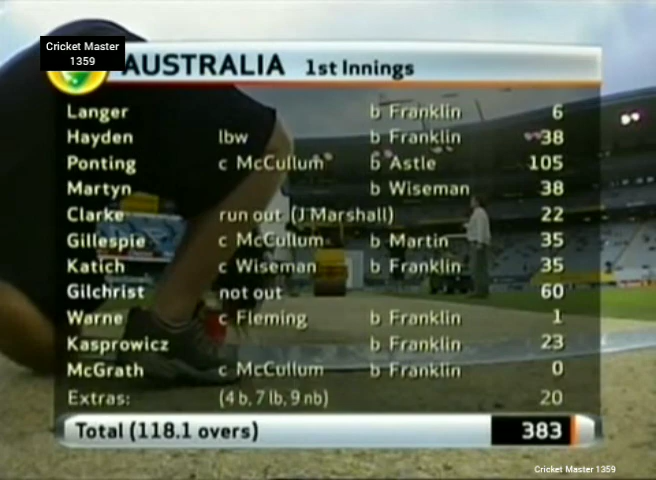 Cricket Master
1359
AUSTRALIA 1st Innings
Langer b Franklin 6
Hayden lbw b Franklin 38
Ponting c McCullum b Astle 105
Martyn b Wiseman 38
Clarke run out (J Marshall) 22
Gillespie c McCullum b Martin 35
Katich c Wiseman b Franklin 35
Gilchrist not out 60
Warne c Fleming b Franklin 1
Kasprowicz b Franklin 23
McGrath c McCullum b Franklin 0
Extras: (4 b, 7 lb, 9 nb) 20
Total (118.1 overs) 383
Cricket Master 1359